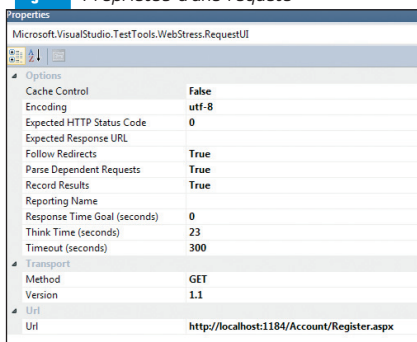 Propriétés d'une requête
Properties
Microsoft.VisualStudio.TestTools.WebStress.RequestUI
Options
Cache Control False
Encoding utf-8
Expected HTTP Status Code 0
Expected Response URL
Follow Redirects True
Parse Dependent Requests True
Record Results True
Reporting Name
Response Time Goal (seconds) 0
Think Time (seconds) 23
Timeout (seconds) 300
Transport
Method GET
Version 1.1
Url
Url http://localhost:1184/Account/Register.aspx